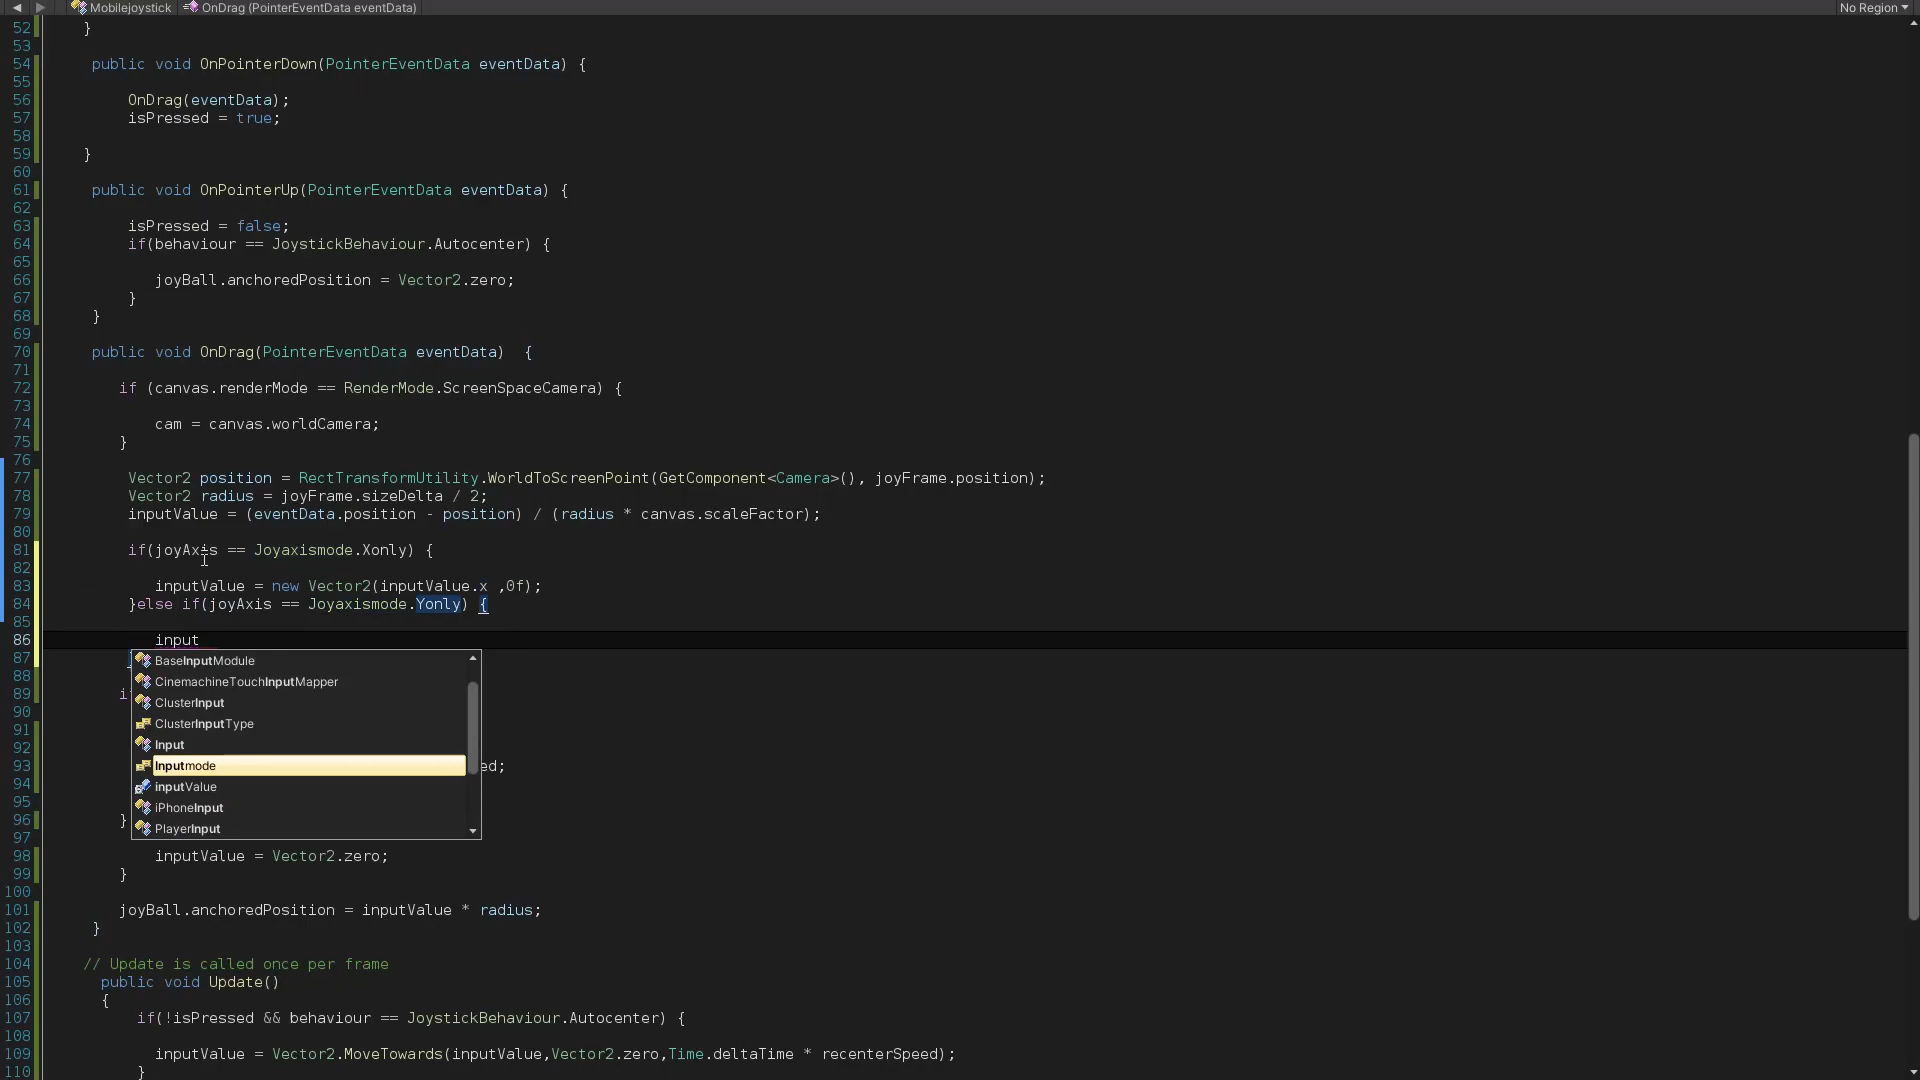 Mobilejoystick OnDrag (PointerEventData eventData) No Region
52 }
53
54 public void OnPointerDown(PointerEventData eventData) {
55
56 OnDrag(eventData);
57 isPressed = true;
58
59 }
60
61 public void OnPointerUp(PointerEventData eventData) {
62
63 isPressed = false;
64 if(behaviour == JoystickBehaviour.Autocenter) {
65
66 joyBall.anchoredPosition = Vector2.zero;
67 }
68 }
69
70 public void OnDrag(PointerEventData eventData)  {
71
72 if (canvas.renderMode == RenderMode.ScreenSpaceCamera) {
73
74 cam = canvas.worldCamera;
75 }
76
77 Vector2 position = RectTransformUtility.WorldToScreenPoint(GetComponent<Camera>(), joyFrame.position);
78 Vector2 radius = joyFrame.sizeDelta / 2;
79 inputValue = (eventData.position - position) / (radius * canvas.scaleFactor);
80
81 if(joyAxis == Joyaxismode.Xonly) {
82
83 inputValue = new Vector2(inputValue.x ,0f);
84 }else if(joyAxis == Joyaxismode.Yonly) {
85
86 input
87 BaseInputModule
88 CinemachineTouchInputMapper
89 i ClusterInput
90 ClusterInputType
91 Input
92
93 Inputmode ed;
94 inputValue
95 iPhoneInput
96 } PlayerInput
97
98 inputValue = Vector2.zero;
99 }
100
101 joyBall.anchoredPosition = inputValue * radius;
102 }
103
104 // Update is called once per frame
105 public void Update()
106 {
107 if(!isPressed && behaviour == JoystickBehaviour.Autocenter) {
108
109 inputValue = Vector2.MoveTowards(inputValue,Vector2.zero,Time.deltaTime * recenterSpeed);
110 }